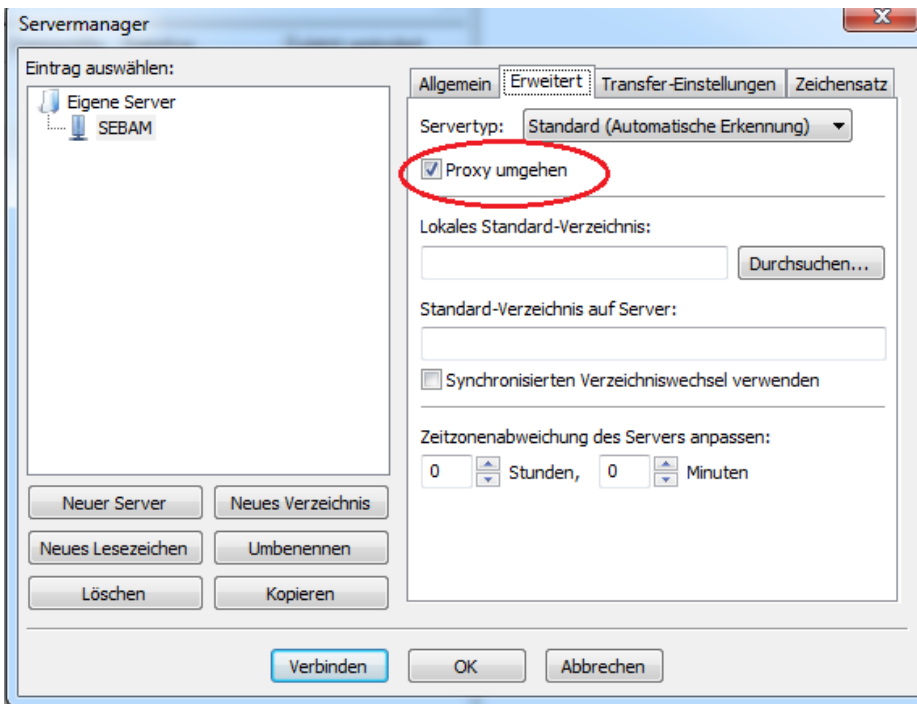 Servermanager
Eintrag auswählen:
Eigene Server
SEBAM
Neuer Server Neues Verzeichnis
Neues Lesezeichen Umbenennen
Löschen Kopieren
Allgemein Erweitert Transfer-Einstellungen Zeichensatz
Servertyp: Standard (Automatische Erkennung)
Proxy umgehen
Lokales Standard-Verzeichnis:
Durchsuchen...
Standard-Verzeichnis auf Server:
Synchronisierten Verzeichniswechsel verwenden
Zeitzonenabweichung des Servers anpassen:
0 Stunden, 0 Minuten
Verbinden OK Abbrechen